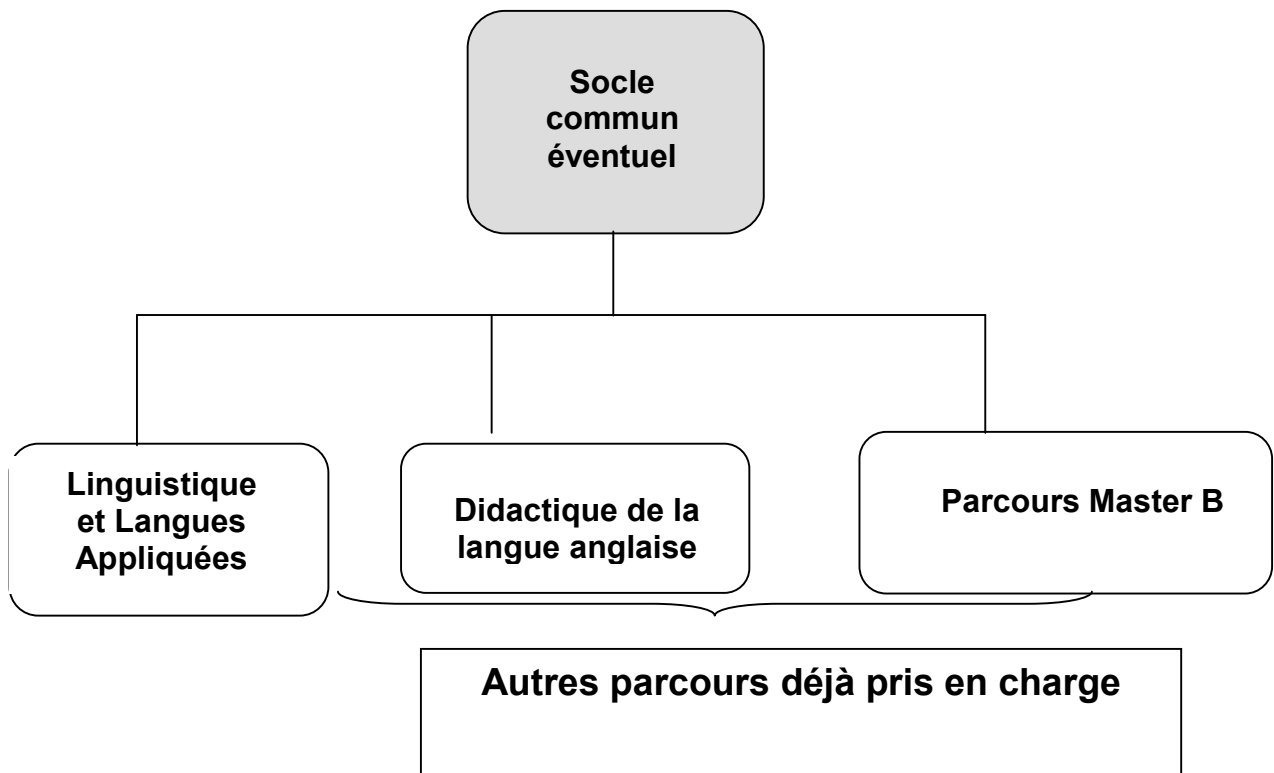 Socle
commun
éventuel
Linguistique
et Langues
Appliquées
Didactique de la
langue anglaise
Parcours Master B
Autres parcours déjà pris en charge